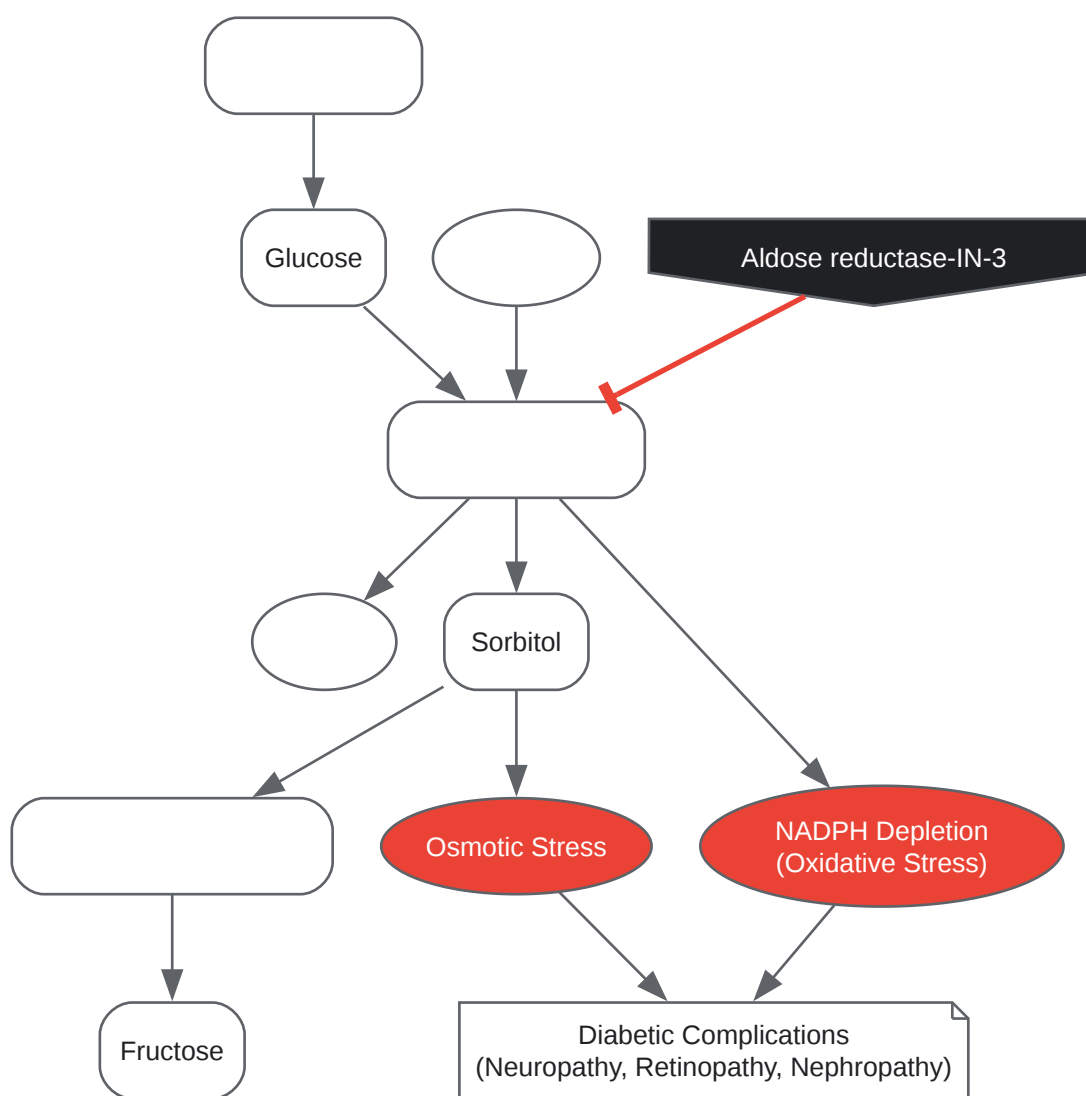 Glucose
Aldose reductase-IN-3
Sorbitol
Osmotic Stress
NADPH Depletion
(Oxidative Stress)
Fructose
Diabetic Complications
(Neuropathy, Retinopathy, Nephropathy)